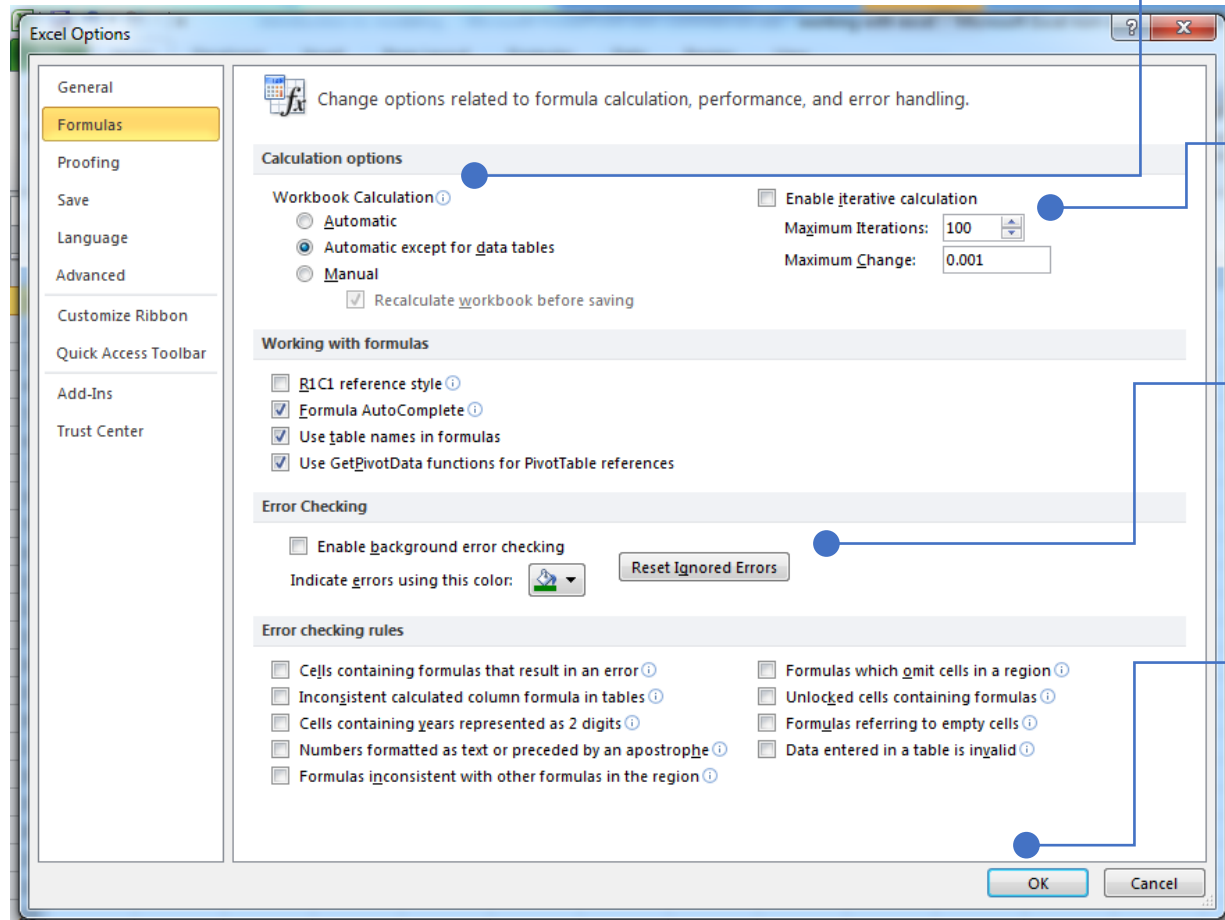 Excel Options
General
Formulas
Proofing
Save
Language
Advanced
Customize Ribbon
Quick Access Toolbar
Add-Ins
Trust Center
Change options related to formula calculation, performance, and error handling.
Calculation options
Workbook Calculation
Automatic
Automatic except for data tables
Manual
Recalculate workbook before saving
Enable iterative calculation
Maximum Iterations: 100
Maximum Change: 0.001
Working with formulas
R1C1 reference style
Formula AutoComplete
Use table names in formulas
Use GetPivotData functions for PivotTable references
Error Checking
Enable background error checking
Indicate errors using this color:
Reset Ignored Errors
Error checking rules
Cells containing formulas that result in an error
Inconsistent calculated column formula in tables
Cells containing years represented as 2 digits
Numbers formatted as text or preceded by an apostrophe
Formulas inconsistent with other formulas in the region
Formulas which omit cells in a region
Unlocked cells containing formulas
Formulas referring to empty cells
Data entered in a table is invalid
OK Cancel